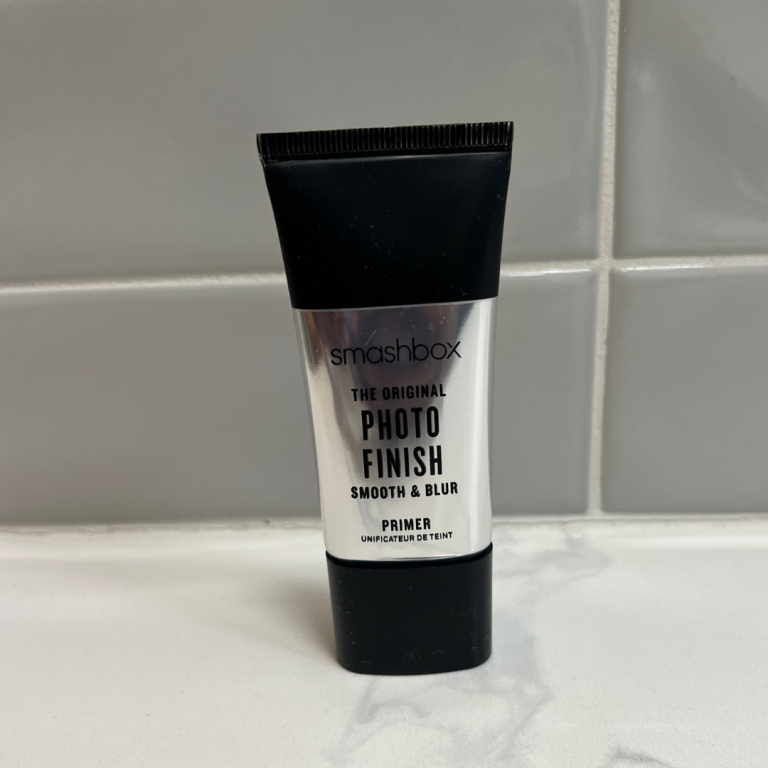 smashbox
THE ORIGINAL
PHOTO
FINISH
SMOOTH & BLUR
PRIMER
UNIFICATEUR DE TEINT